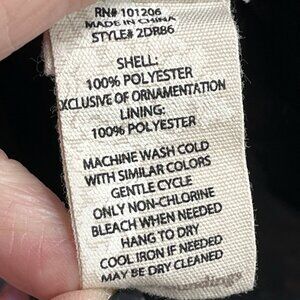 RN# 101206
MADE IN CHINA
STYLE# 2DR86
SHELL:
100% POLYESTER
EXCLUSIVE OF ORNAMENTATION
LINING:
100% POLYESTER
MACHINE WASH COLD
WITH SIMILAR COLORS
GENTLE CYCLE
ONLY NON-CHLORINE
BLEACH WHEN NEEDED
HANG TO DRY
COOL IRON IF NEEDED
MAY BE DRY CLEANED